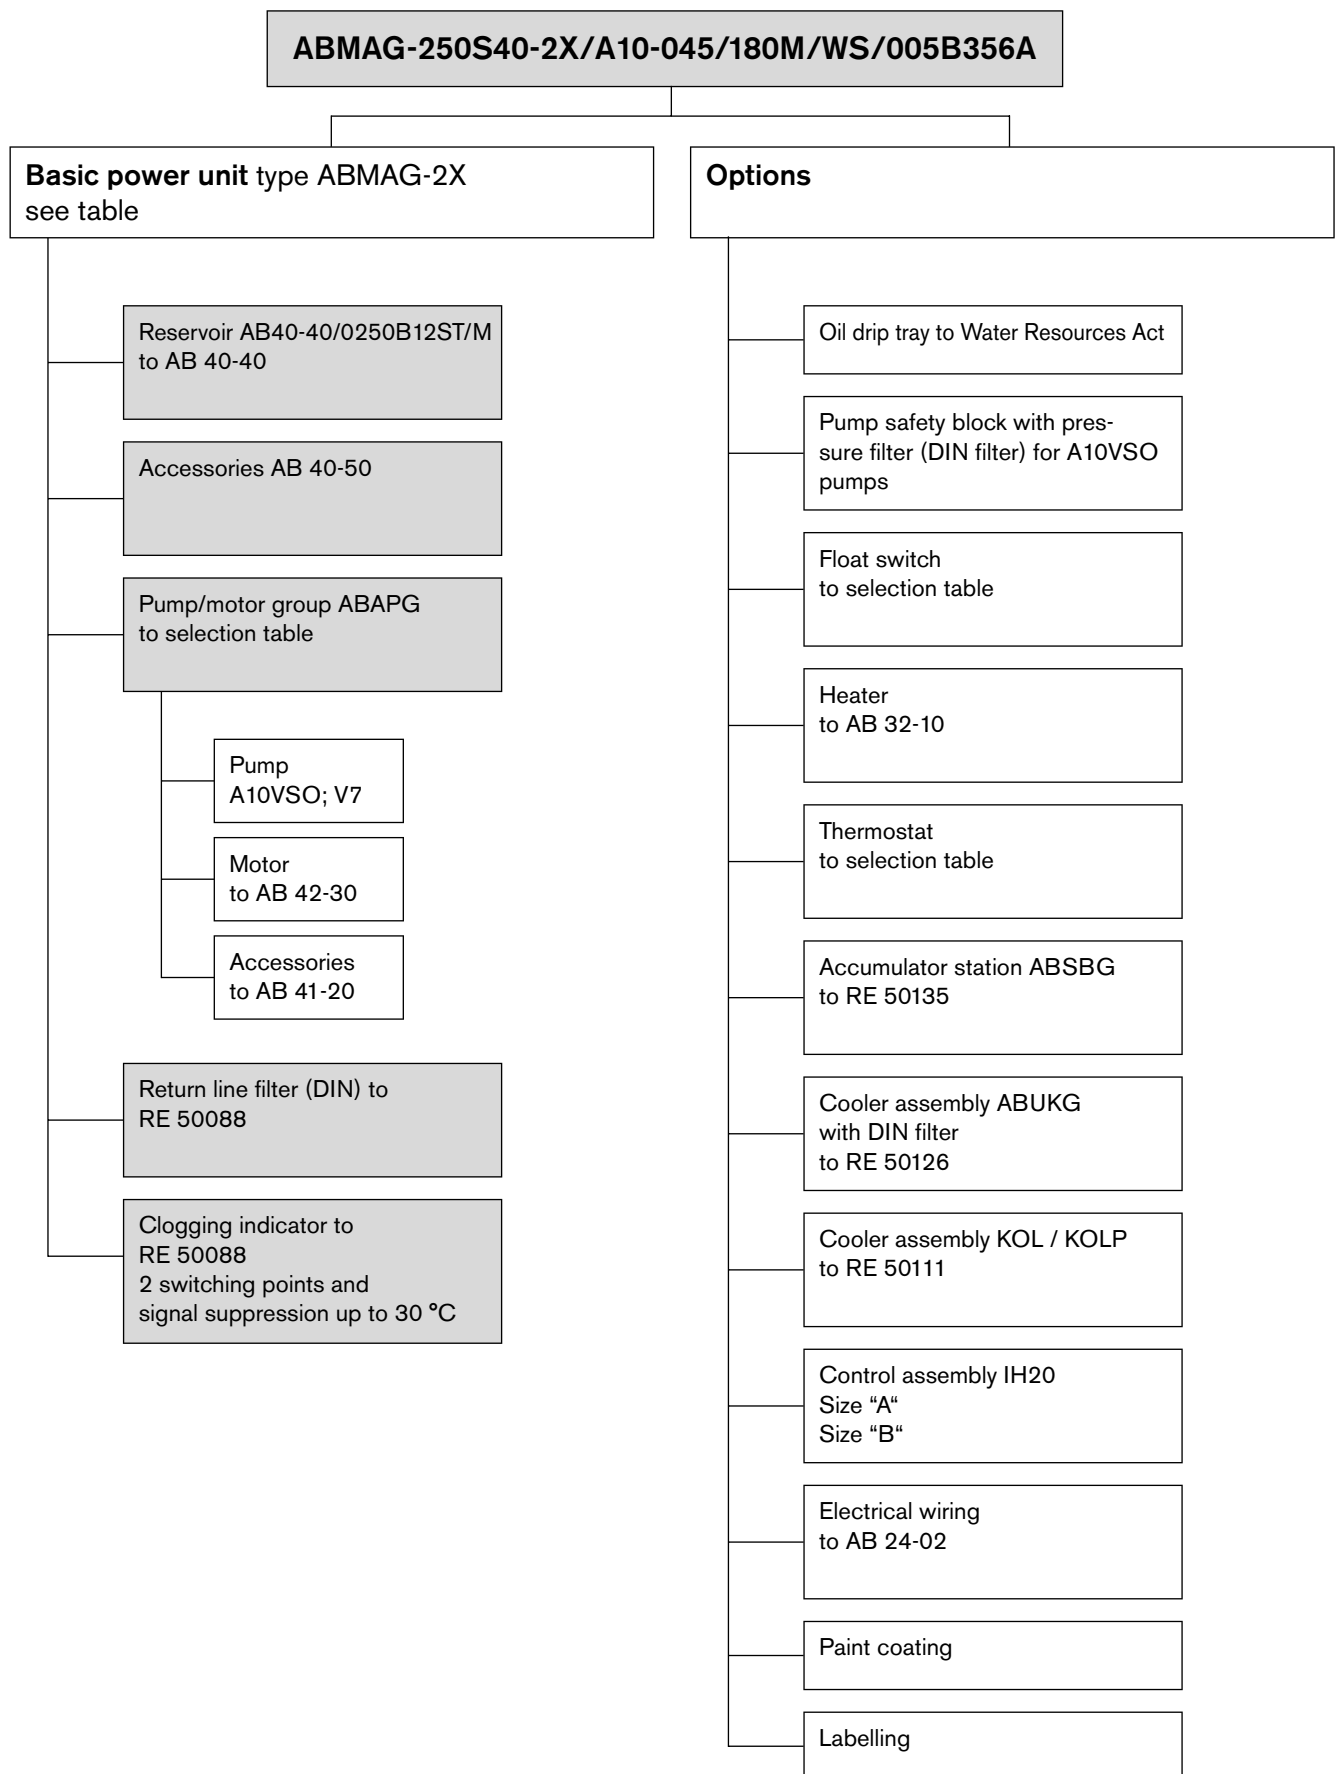 ABMAG-250S40-2X/A10-045/180M/WS/005B356A
Basic power unit type ABMAG-2X
see table
Reservoir AB40-40/0250B12ST/M
to AB 40-40
Accessories AB 40-50
Pump/motor group ABAPG
to selection table
Pump
A10VSO; V7
Motor
to AB 42-30
Accessories
to AB 41-20
Return line filter (DIN) to
RE 50088
Clogging indicator to
RE 50088
2 switching points and
signal suppression up to 30 °C
Options
Oil drip tray to Water Resources Act
Pump safety block with pres-
sure filter (DIN filter) for A10VSO
pumps
Float switch
to selection table
Heater
to AB 32-10
Thermostat
to selection table
Accumulator station ABSBG
to RE 50135
Cooler assembly ABUKG
with DIN filter
to RE 50126
Cooler assembly KOL / KOLP
to RE 50111
Control assembly IH20
Size “A“
Size “B“
Electrical wiring
to AB 24-02
Paint coating
Labelling